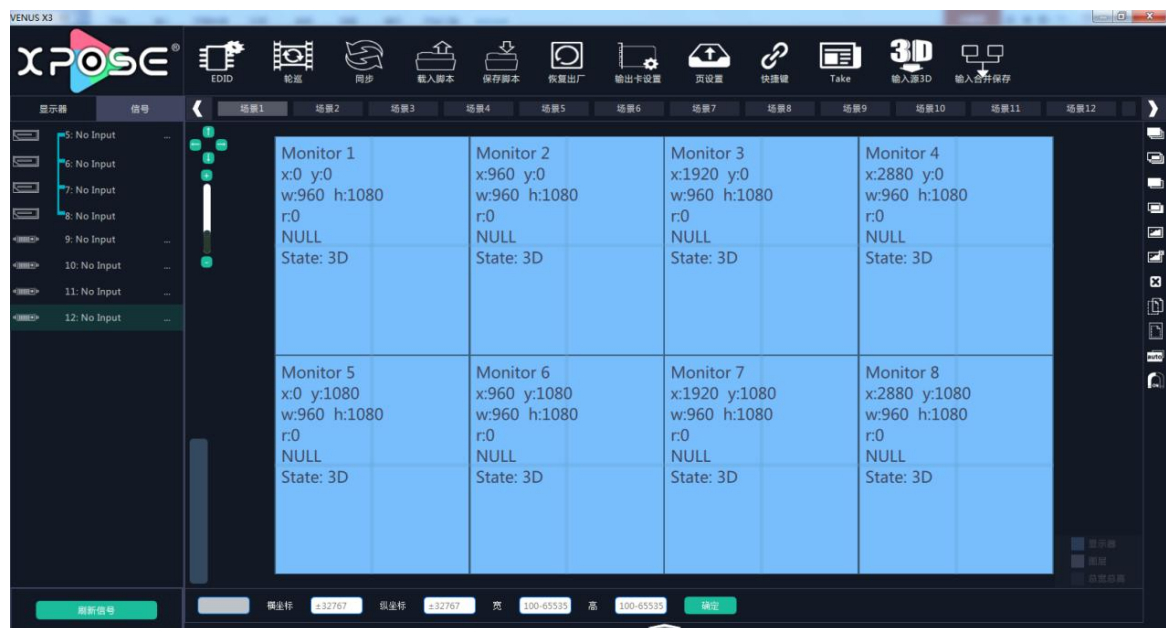 VENUS X3
XPOSE®
EDID
轮巡
同步
载入脚本
保存脚本
恢复出厂
输出卡设置
页设置
快捷键
Take
3D
输入源3D
输入合并保存
显示器 信号
场景1 场景2 场景3 场景4 场景5 场景6 场景7 场景8 场景9 场景10 场景11 场景12
5: No Input ...
6: No Input
7: No Input
8: No Input
9: No Input ...
10: No Input ...
11: No Input ...
12: No Input ...
Monitor 1
x:0 y:0
w:960 h:1080
r:0
NULL
State: 3D
Monitor 2
x:960 y:0
w:960 h:1080
r:0
NULL
State: 3D
Monitor 3
x:1920 y:0
w:960 h:1080
r:0
NULL
State: 3D
Monitor 4
x:2880 y:0
w:960 h:1080
r:0
NULL
State: 3D
Monitor 5
x:0 y:1080
w:960 h:1080
r:0
NULL
State: 3D
Monitor 6
x:960 y:1080
w:960 h:1080
r:0
NULL
State: 3D
Monitor 7
x:1920 y:1080
w:960 h:1080
r:0
NULL
State: 3D
Monitor 8
x:2880 y:1080
w:960 h:1080
r:0
NULL
State: 3D
auto
显示器
图层
刷新信号
横坐标 ±32767 纵坐标 ±32767 宽 100-65535 高 100-65535 确定